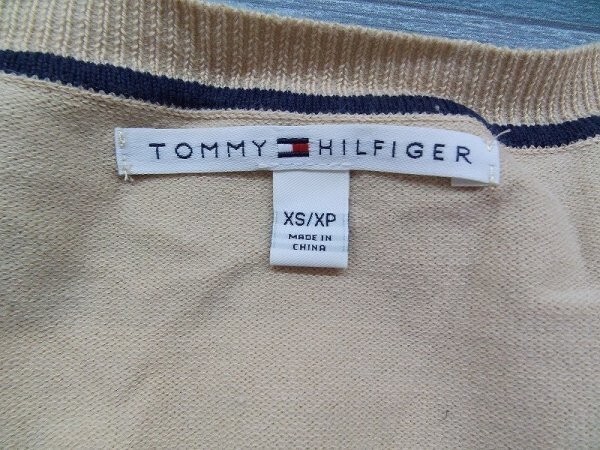 TOMMY HILFIGER
XS/XP
MADE IN
CHINA